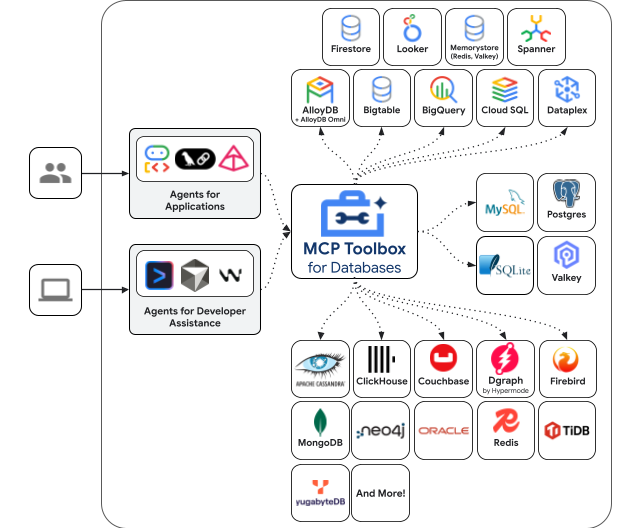 Firestore
Looker
Memorystore
(Redis, Valkey)
Spanner
AlloyDB
+ AlloyDB Omni
Bigtable
BigQuery
Cloud SQL
Dataplex
Agents for
Applications
MCP Toolbox
for Databases
MySQL
Postgres
SQLite
Valkey
Agents for Developer
Assistance
APACHE CASSANDRA
ClickHouse
Couchbase
Dgraph
by Hypermode
Firebird
MongoDB
neo4j
ORACLE
Redis
TiDB
yugabyteDB
And More!